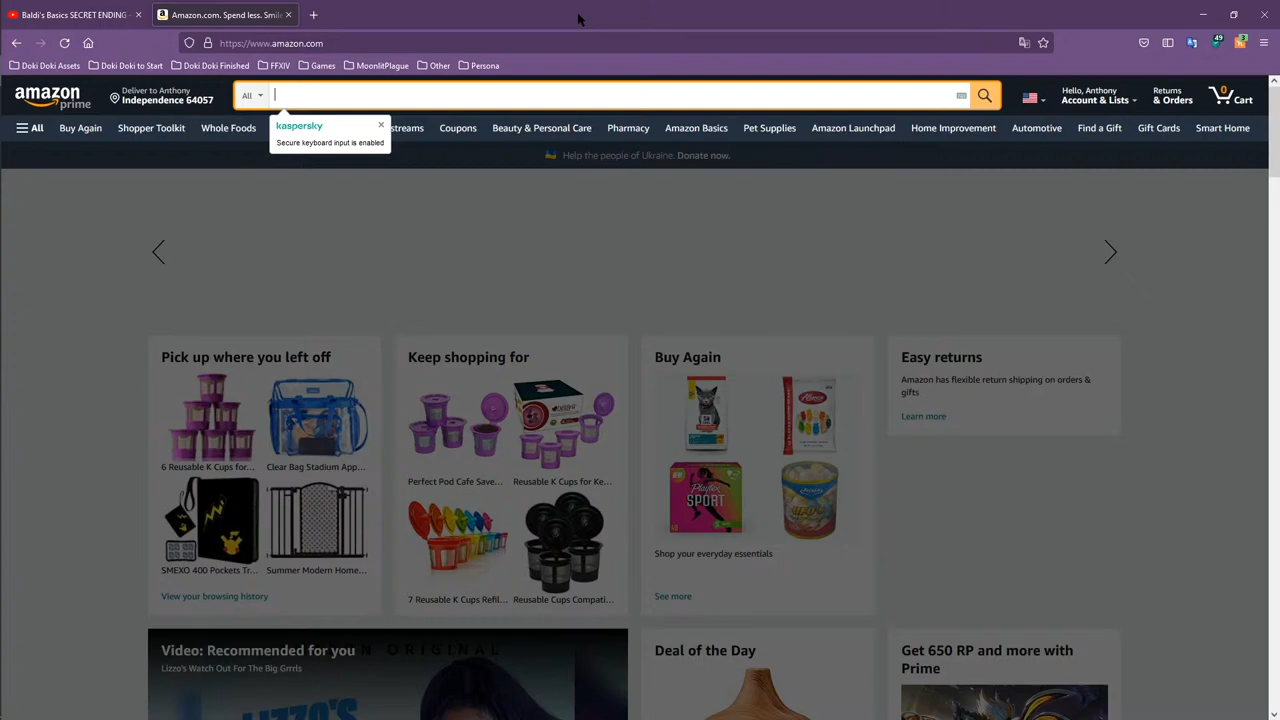 Baldi's Basics SECRET ENDING -
Amazon.com. Spend less. Smile
https://www.amazon.com
49
3
Doki Doki Assets
Doki Doki to Start
Doki Doki Finished
FFXIV
Games
MoonlitPlague
Other
Persona
amazon
prime
Deliver to Anthony
Independence 64057
All
Hello, Anthony
Account & Lists
Returns
& Orders
0
Cart
All
Buy Again
Shopper Toolkit
Whole Foods
streams
Coupons
Beauty & Personal Care
Pharmacy
Amazon Basics
Pet Supplies
Amazon Launchpad
Home Improvement
Automotive
Find a Gift
Gift Cards
Smart Home
kaspersky
Secure keyboard input is enabled
Help the people of Ukraine. Donate now.
Pick up where you left off
6 Reusable K Cups for...
Clear Bag Stadium App...
SMEXO 400 Pockets Tr...
Summer Modern Home...
View your browsing history
Keep shopping for
Perfect Pod Cafe Save...
Reusable K Cups for Ke...
7 Reusable K Cups Refil...
Reusable Cups Compati...
Buy Again
Playtex
SPORT
Shop your everyday essentials
See more
Easy returns
Amazon has flexible return shipping on orders &
gifts
Learn more
Video: Recommended for you
N ORIGINAL
Lizzo's Watch Out For The Big Grrrls
LIZZO'S
Deal of the Day
Get 650 RP and more with
Prime